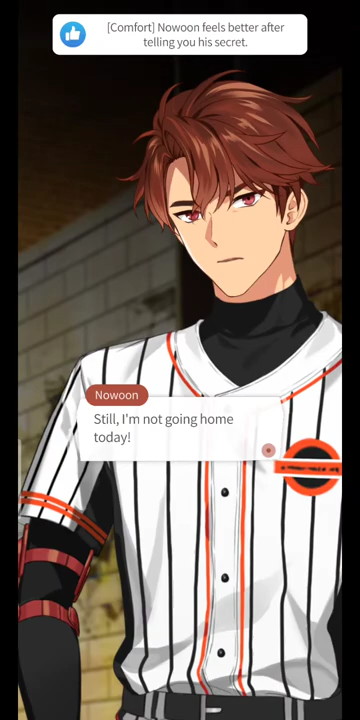 [Comfort] Nowoon feels better after
telling you his secret.
Nowoon
Still, I'm not going home
today!